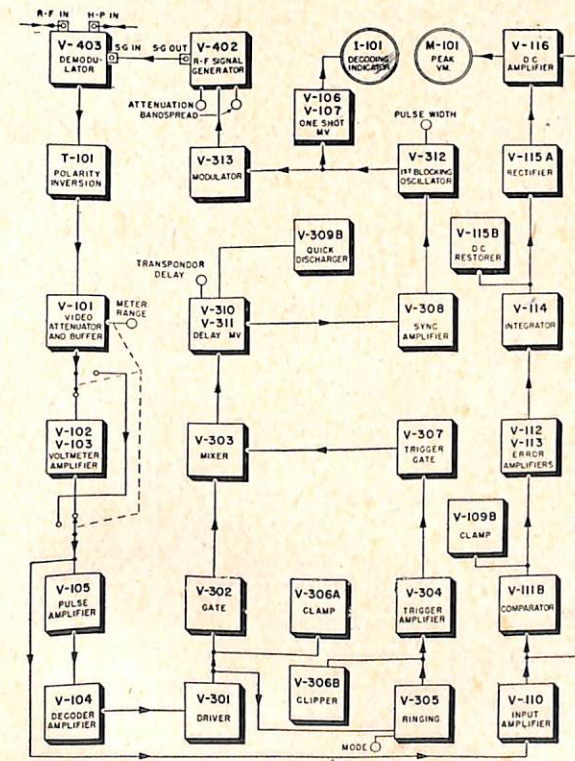 R-F IN
H-P IN
V-403
DEMODU-
LATOR
S-G IN
S-G OUT
V-402
R-F SIGNAL
GENERATOR
I-101
DECODING
INDICATOR
M-101
PEAK
VM.
V-116
DC
AMPLIFIER
ATTENUATION
BANDSPREAD
V-106
V-107
ONE SHOT
MV
PULSE WIDTH
T-101
POLARITY
INVERSION
V-313
MODULATOR
V-312
1ST BLOCKING
OSCILLATOR
V-115A
RECTIFIER
V-309B
QUICK
DISCHARGER
V-115B
DC
RESTORER
TRANSPONDOR
DELAY
V-101
VIDEO
ATTENUATOR
AND BUFFER
METER
RANGE
V-310
V-311
DELAY MV
V-308
SYNC
AMPLIFIER
V-114
INTEGRATOR
V-102
V-103
VOLTMETER
AMPLIFIER
V-303
MIXER
V-307
TRIGGER
GATE
V-112
V-113
ERROR
AMPLIFIERS
V-109B
CLAMP
V-105
PULSE
AMPLIFIER
V-302
GATE
V-306A
CLAMP
V-304
TRIGGER
AMPLIFIER
V-111B
COMPARATOR
V-104
DECODER
AMPLIFIER
V-301
DRIVER
V-306B
CLIPPER
V-305
RINGING
V-110
INPUT
AMPLIFIER
MODE